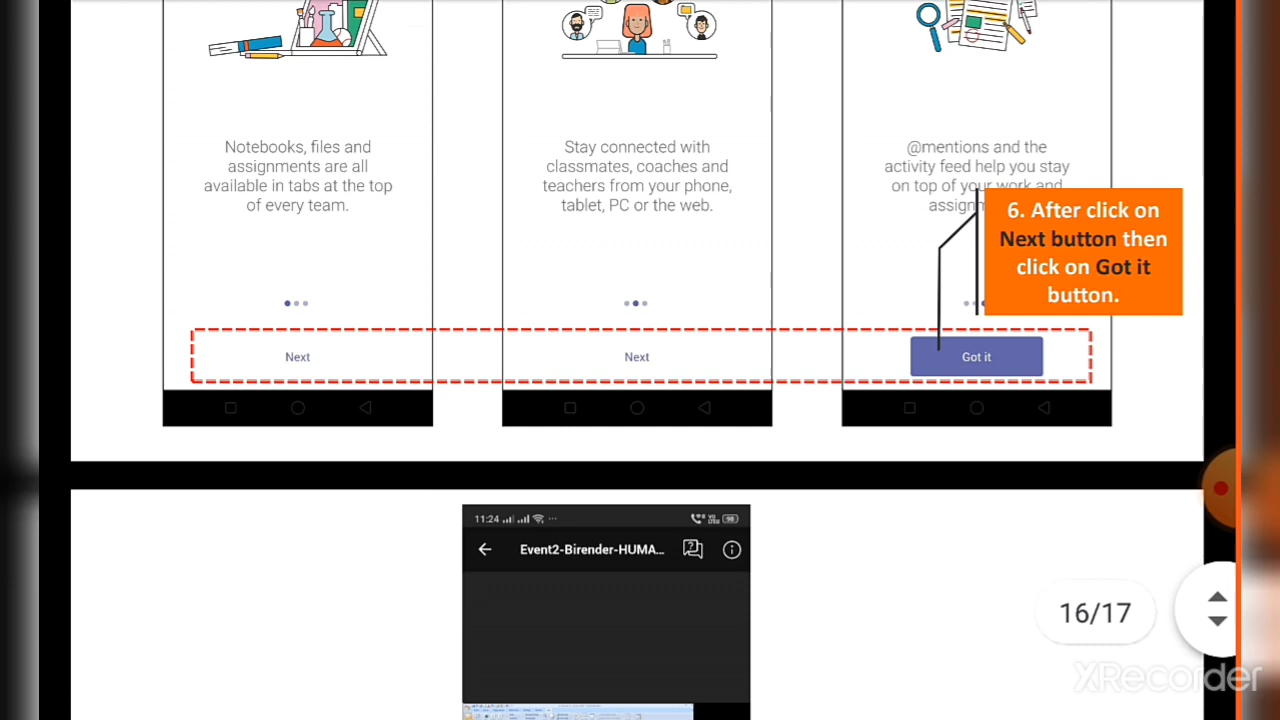 Notebooks, files and
assignments are all
available in tabs at the top
of every team.
Next
Stay connected with
classmates, coaches and
teachers from your phone,
tablet, PC or the web.
Next
@mentions and the
activity feed help you stay
on top of your work and
Got it
6. After click on
Next button then
click on Got it
button.
11:24
98
Event2-Birender-HUMA...
16/17
XRecorder